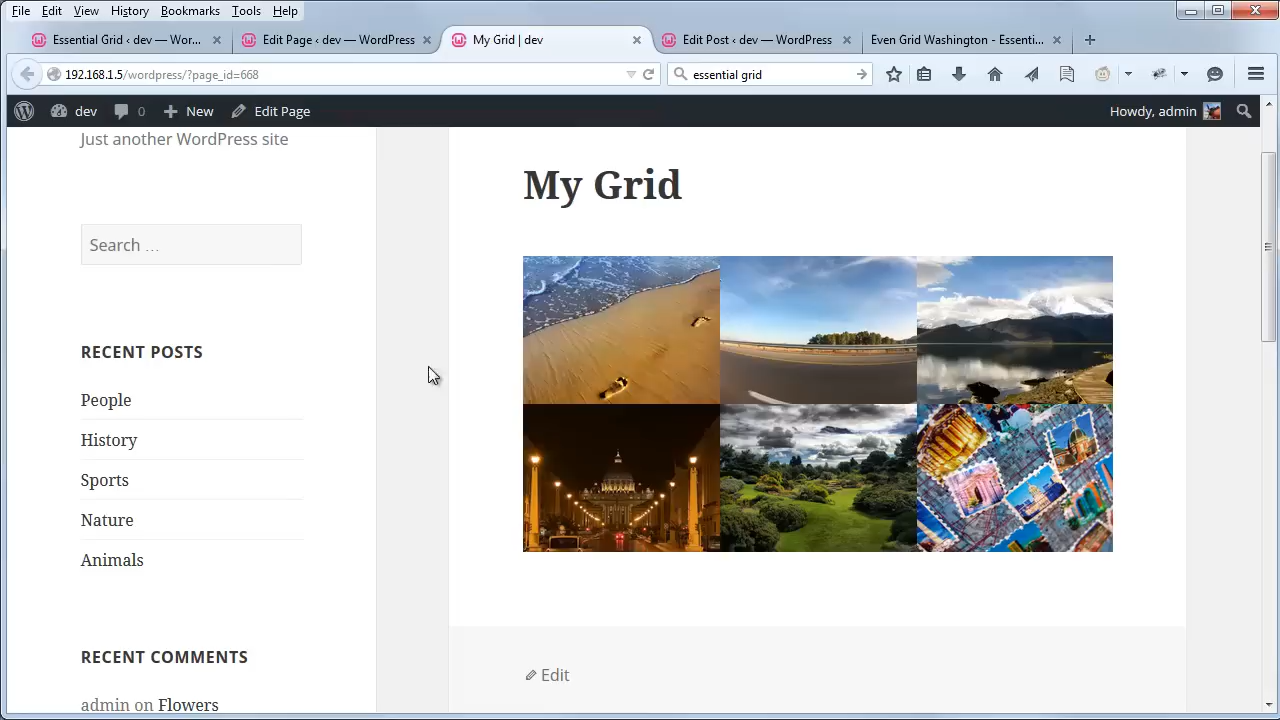 File Edit View History Bookmarks Tools Help
Essential Grid ‹ dev — Wor... Edit Page ‹ dev — WordPress My Grid | dev Edit Post ‹ dev — WordPress Even Grid Washington - Essenti...
192.168.1.5/wordpress/?page_id=668 essential grid
dev 0 New Edit Page Howdy, admin
Just another WordPress site
My Grid
Search ...
RECENT POSTS
People
History
Sports
Nature
Animals
RECENT COMMENTS
Edit
admin on Flowers